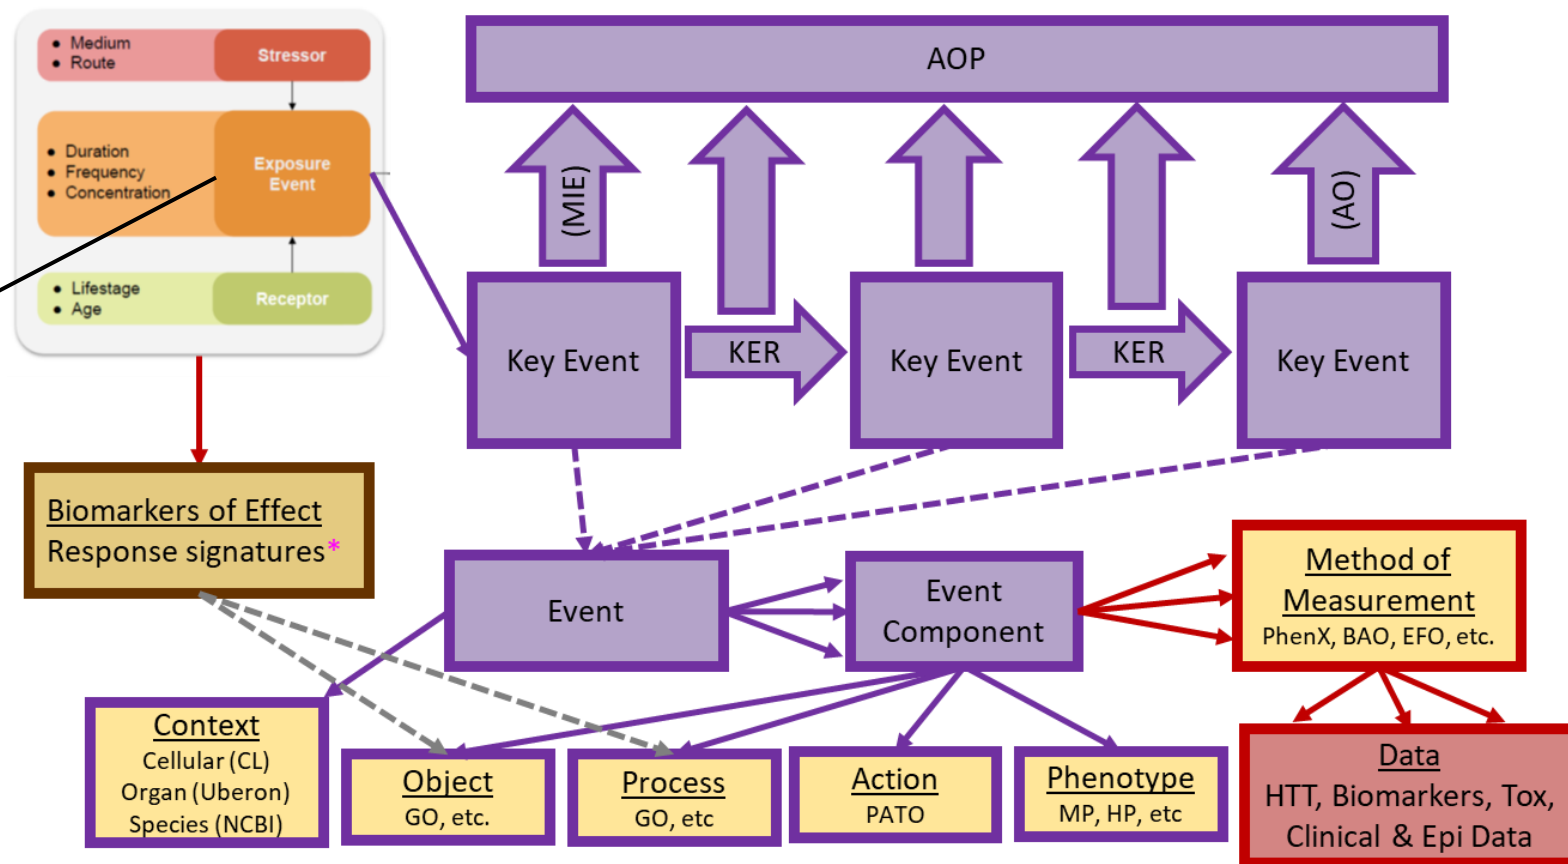 ● Medium
● Route
Stressor
● Duration
● Frequency
● Concentration
Exposure
Event
● Lifestage
● Age
Receptor
AOP
(MIE)
(AO)
Key Event
KER
Key Event
KER
Key Event
Biomarkers of Effect
Response signatures*
Event
Event
Component
Method of
Measurement
PhenX, BAO, EFO, etc.
Context
Cellular (CL)
Organ (Uberon)
Species (NCBI)
Object
GO, etc.
Process
GO, etc
Action
PATO
Phenotype
MP, HP, etc
Data
HTT, Biomarkers, Tox,
Clinical & Epi Data